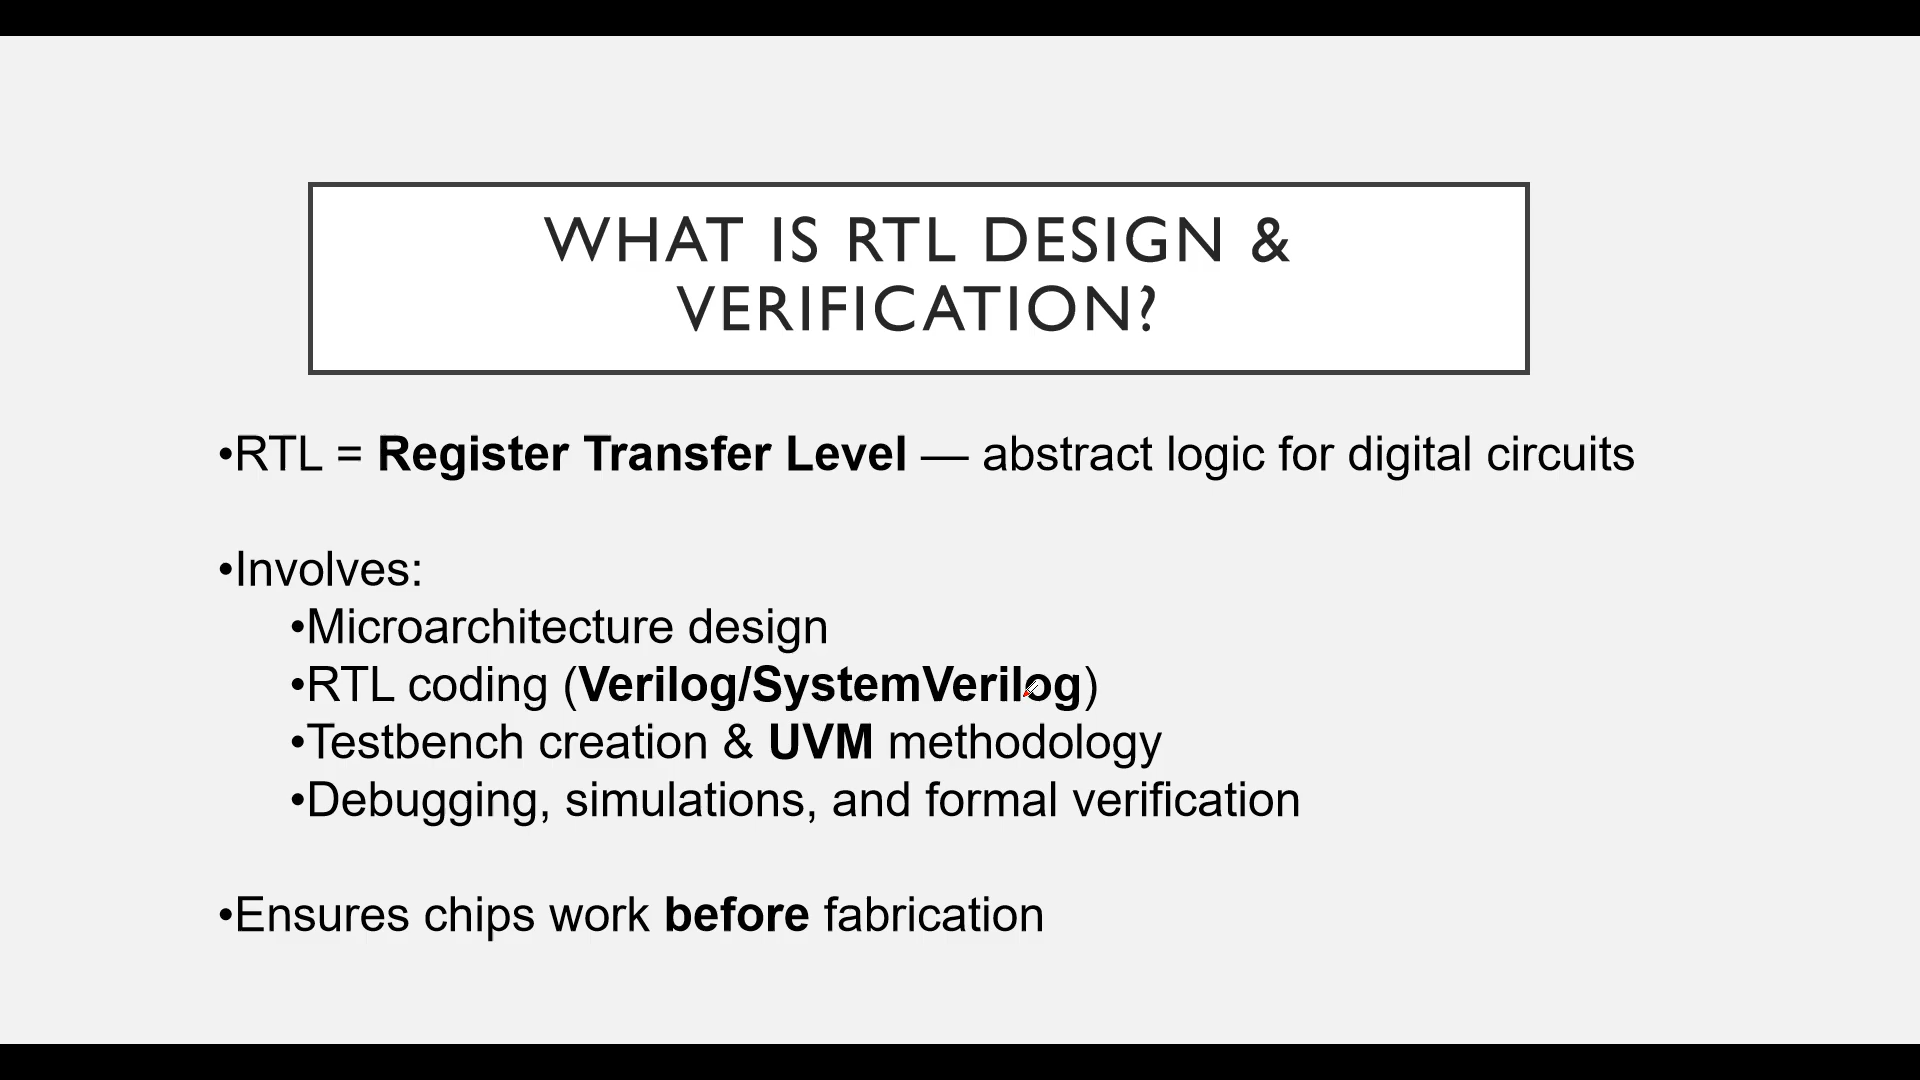 WHAT IS RTL DESIGN &
VERIFICATION?
•RTL = Register Transfer Level — abstract logic for digital circuits
•Involves:
•Microarchitecture design
•RTL coding (Verilog/SystemVerilog)
•Testbench creation & UVM methodology
•Debugging, simulations, and formal verification
•Ensures chips work before fabrication